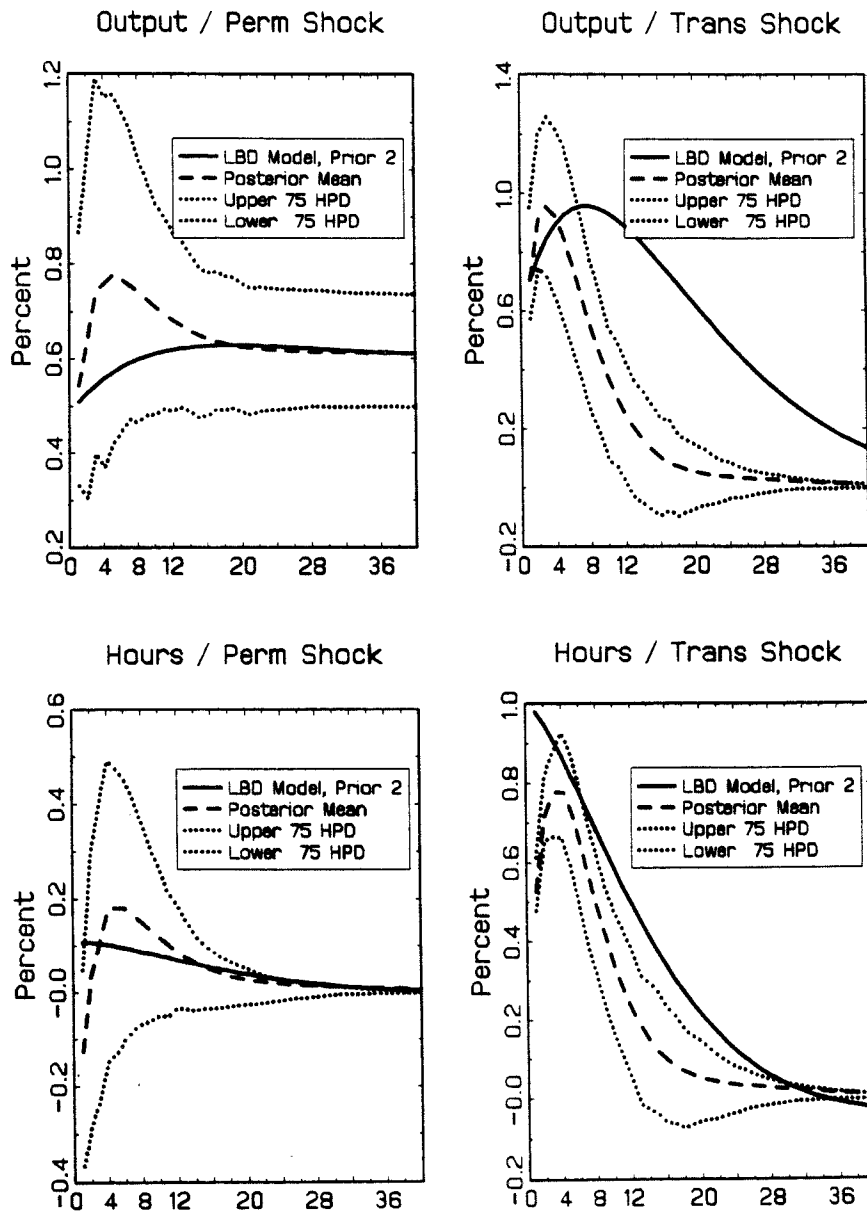 Output / Perm Shock
Percent
1.2
1.0
0.8
0.6
0.4
0.2
LBD Model, Prior 2
Posterior Mean
Upper 75 HPD
Lower 75 HPD
-0 4 12 20 28 36
Output / Trans Shock
Percent
1.4
1.0
0.6
0.2
-0.2
LBD Model, Prior 2
Posterior Mean
Upper 75 HPD
Lower 75 HPD
-0 4 8 12 20 28 36
Hours / Perm Shock
Percent
0.6
0.4
0.2
-0.0
-0.2
-0.4
LBD Model, Prior 2
Posterior Mean
Upper 75 HPD
Lower 75 HPD
-0 4 8 12 20 28 36
Hours / Trans Shock
Percent
1.0
0.8
0.6
0.4
0.2
-0.0
-0.2
LBD Model, Prior 2
Posterior Mean
Upper 75 HPD
Lower 75 HPD
-0 4 8 12 20 28 36